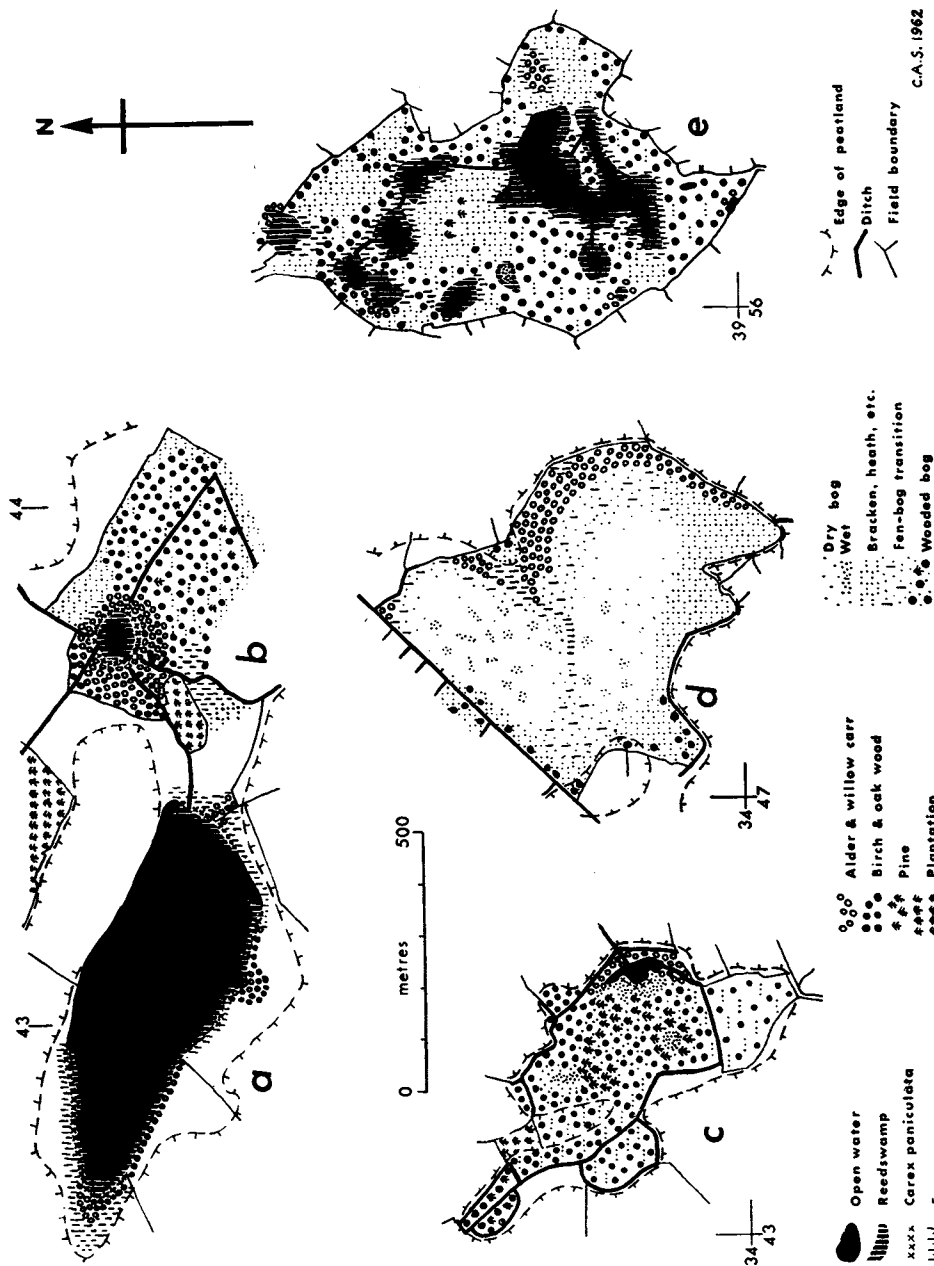 N
44
43
a
b
e
39
56
500
metres
0
c
34
43
d
34
47
Open water
Reedswamp
Carex paniculata
Alder & willow carr
Birch & oak wood
Pine
Plantation
Dry bog
Wet
Bracken, heath, etc.
Fen-bog transition
Wooded bog
Edge of peatland
Ditch
Field boundary
C.A.S. 1962